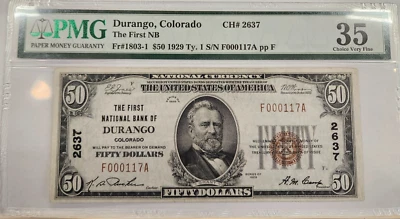 PMG
PAPER MONEY GUARANTY
Durango, Colorado CH# 2637
The First NB
Fr#1803-1 $50 1929 Ty. 1 S/N F000117A pp F
35
Choice Very Fine
50
NATIONAL CURRENCY
THE UNITED STATES OF AMERICA
50
THE FIRST
NATIONAL BANK OF
DURANGO
COLORADO
WILL PAY TO THE BEARER ON DEMAND
FIFTY DOLLARS
F000117A
F000117A
2637
2637
50
FIFTY DOLLARS
50